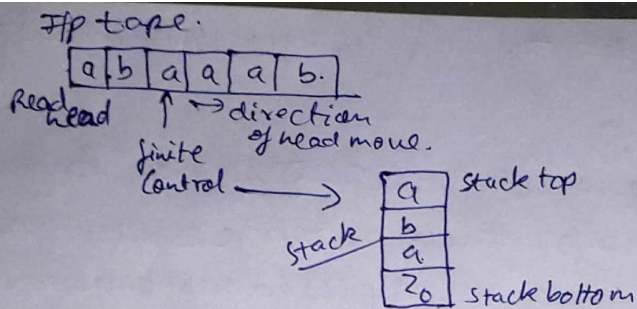 I/p tape.
a b a a a b.
Read head
→ direction of head move.
finite control
a stack top
b
stack
a
Z0 stack bottom